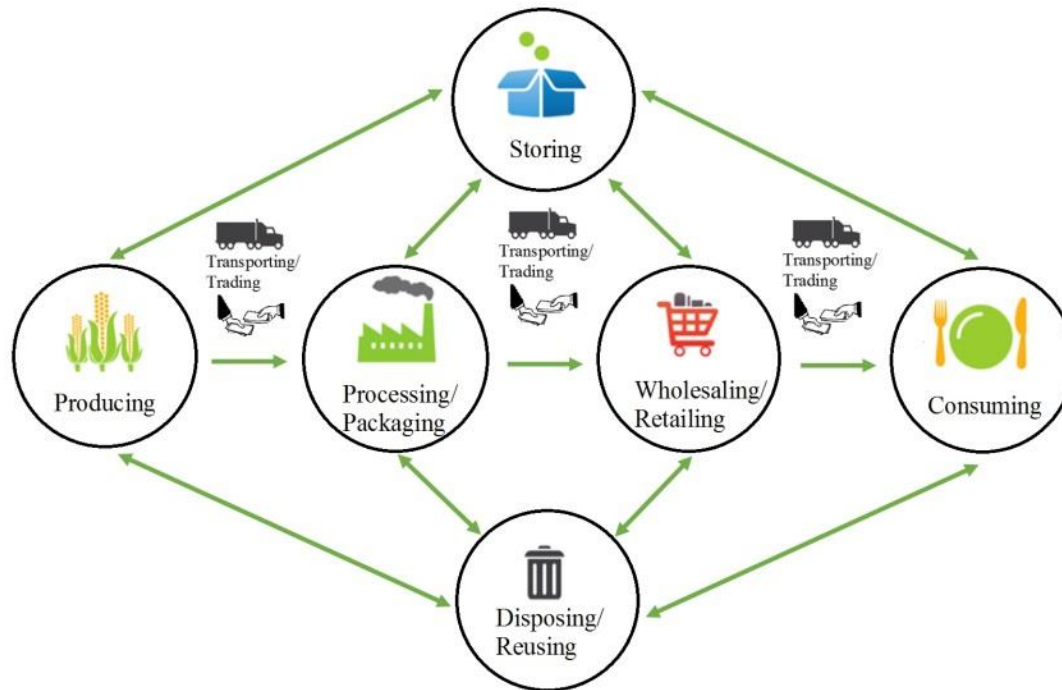 Storing
Transporting/
Trading
Transporting/
Trading
Transporting/
Trading
Producing
Processing/
Packaging
Wholesaling/
Retailing
Consuming
Disposing/
Reusing